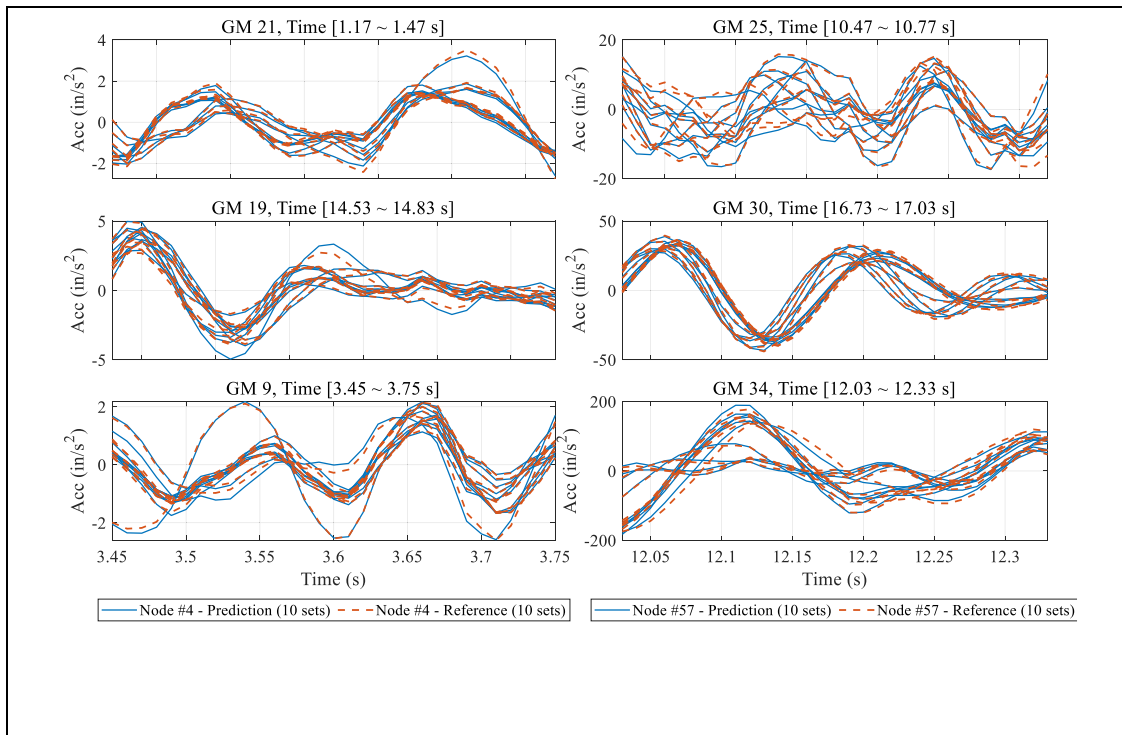 GM 21, Time [1.17 ~ 1.47 s]
4
2
0
-2
Acc (in/s²)
GM 25, Time [10.47 ~ 10.77 s]
20
0
-20
Acc (in/s²)
GM 19, Time [14.53 ~ 14.83 s]
5
0
-5
Acc (in/s²)
GM 30, Time [16.73 ~ 17.03 s]
50
0
-50
Acc (in/s²)
GM 9, Time [3.45 ~ 3.75 s]
2
0
-2
Acc (in/s²)
3.45 3.5 3.55 3.6 3.65 3.7 3.75
Time (s)
GM 34, Time [12.03 ~ 12.33 s]
200
0
-200
Acc (in/s²)
12.05 12.1 12.15 12.2 12.25 12.3
Time (s)
Node #4 - Prediction (10 sets) Node #4 - Reference (10 sets)
Node #57 - Prediction (10 sets) Node #57 - Reference (10 sets)